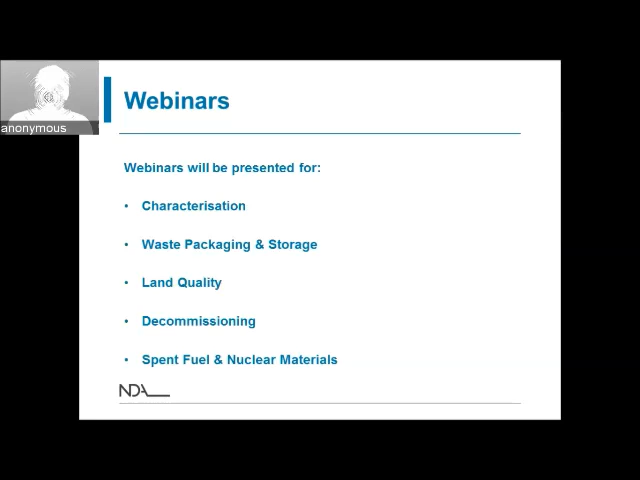 Webinars
anonymous
Webinars will be presented for:
• Characterisation
• Waste Packaging & Storage
• Land Quality
• Decommissioning
• Spent Fuel & Nuclear Materials
NDA